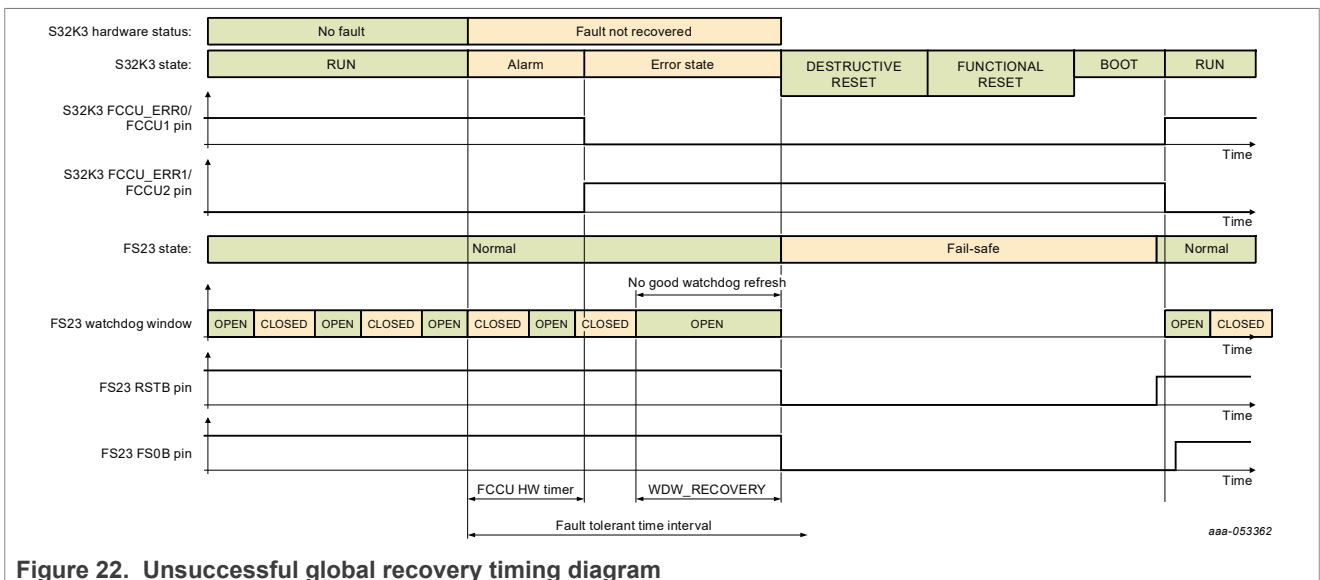 S32K3 hardware status:
No fault
Fault not recovered
S32K3 state:
RUN
Alarm
Error state
DESTRUCTIVE
RESET
FUNCTIONAL
RESET
BOOT
RUN
S32K3 FCCU_ERR0/
FCCU1 pin
Time
S32K3 FCCU_ERR1/
FCCU2 pin
Time
FS23 state:
Normal
Fail-safe
Normal
No good watchdog refresh
FS23 watchdog window
OPEN
CLOSED
OPEN
CLOSED
OPEN
CLOSED
OPEN
CLOSED
OPEN
OPEN
CLOSED
Time
FS23 RSTB pin
Time
FS23 FS0B pin
Time
FCCU HW timer
WDW_RECOVERY
Fault tolerant time interval
aaa-053362
Figure 22. Unsuccessful global recovery timing diagram